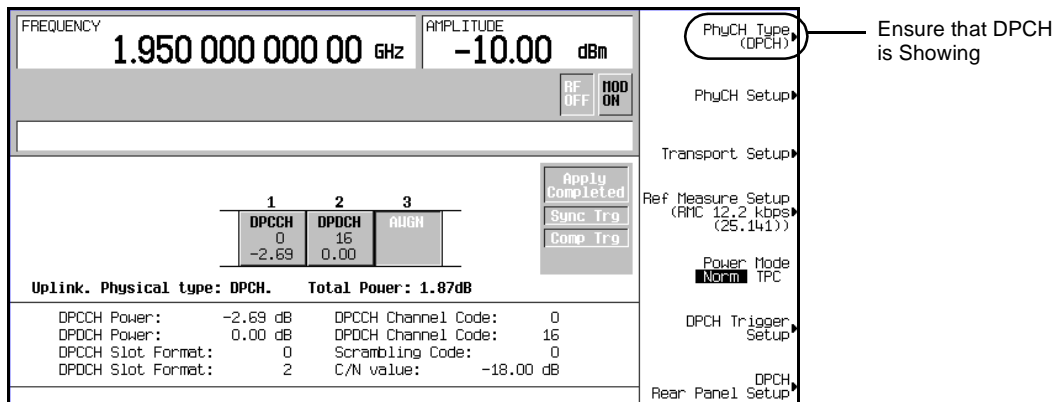 FREQUENCY
1.950 000 000 00 GHz
AMPLITUDE
-10.00 dBm
RF OFF
MOD ON
Apply Completed
Sync Trg
Comp Trg
1 2 3
DPCCH DPDCH AWGN
0 16
-2.69 0.00
Uplink. Physical type: DPCH. Total Power: 1.87dB
DPCCH Power: -2.69 dB DPCCH Channel Code: 0
DPDCH Power: 0.00 dB DPDCH Channel Code: 16
DPCCH Slot Format: 0 Scrambling Code: 0
DPDCH Slot Format: 2 C/N value: -18.00 dB
PhyCH Type
(DPCH)
PhyCH Setup
Transport Setup
Ref Measure Setup
(RMC 12.2 kbps
(25.141))
Power Mode
Norm TPC
DPCH Trigger
Setup
DPCH
Rear Panel Setup
Ensure that DPCH
is Showing